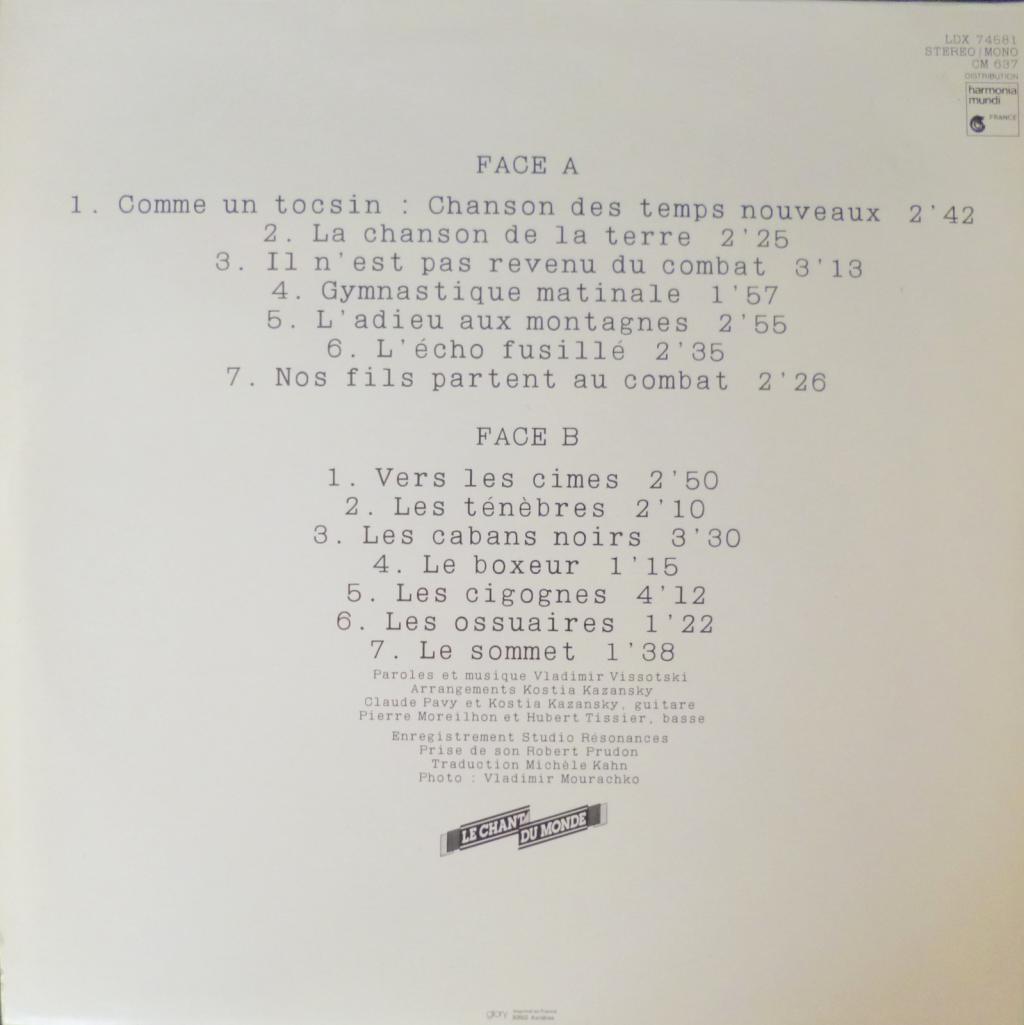 LDX 74581
STEREO/MONO
CM 637
DISTRIBUTION
harmonia
mundi
FRANCE
FACE A
1. Comme un tocsin : Chanson des temps nouveaux 2'42
2. La chanson de la terre 2'25
3. Il n'est pas revenu du combat 3'13
4. Gymnastique matinale 1'57
5. L'adieu aux montagnes 2'55
6. L'écho fusillé 2'35
7. Nos fils partent au combat 2'26
FACE B
1. Vers les cimes 2'50
2. Les ténèbres 2'10
3. Les cabans noirs 3'30
4. Le boxeur 1'15
5. Les cigognes 4'12
6. Les ossuaires 1'22
7. Le sommet 1'38
Paroles et musique Vladimir Vissotski
Arrangements Kostia Kazansky
Claude Pavy et Kostia Kazansky, guitare
Pierre Moreilhon et Hubert Tissier, basse
Enregistrement Studio Résonances
Prise de son Robert Prudon
Traduction Michèle Kahn
Photo : Vladimir Mourachko
LE CHANT
DU MONDE
glory